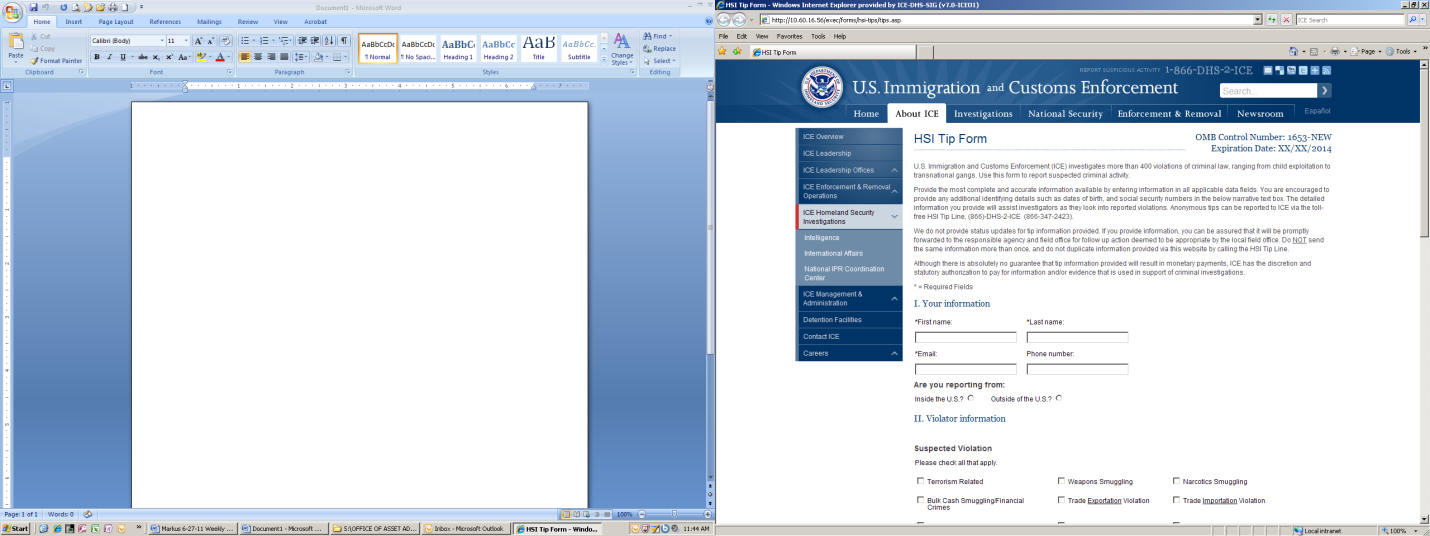 Document1 - Microsoft Word
Home Insert Page Layout References Mailings Review View Acrobat
Paste
Cut
Copy
Format Painter
Clipboard
Calibri (Body) 11
B I U abc x₂ x² Aa
Font
Paragraph
AaBbCcDc AaBbCcDc AaBbC AaBbCc AaB AaBbCc.
¶ Normal ¶ No Spaci... Heading 1 Heading 2 Title Subtitle
Change Styles
Styles
Find
Replace
Select
Editing
Page: 1 of 1 Words: 0 100%
Start Markus 6-27-11 Weekly ... Document1 - Microsoft ... S:\OFFICE OF ASSET AD... Inbox - Microsoft Outlook HSI Tip Form - Windo... 11:44 AM
HSI Tip Form - Windows Internet Explorer provided by ICE-DHS-SIG (v7.0-ICE01)
http://10.60.16.56/exec/forms/hsi-tips/tips.asp
ICE Search
File Edit View Favorites Tools Help
HSI Tip Form
Page Tools
REPORT SUSPICIOUS ACTIVITY 1-866-DHS-2-ICE
U.S. Immigration and Customs Enforcement
Search...
Home About ICE Investigations National Security Enforcement & Removal Newsroom Español
ICE Overview
ICE Leadership
ICE Leadership Offices
ICE Enforcement & Removal
Operations
ICE Homeland Security
Investigations
Intelligence
International Affairs
National IPR Coordination
Center
ICE Management &
Administration
Detention Facilities
Contact ICE
Careers
HSI Tip Form
OMB Control Number: 1653-NEW
Expiration Date: XX/XX/2014
U.S. Immigration and Customs Enforcement (ICE) investigates more than 400 violations of criminal law, ranging from child exploitation to
transnational gangs. Use this form to report suspected criminal activity.
Provide the most complete and accurate information available by entering information in all applicable data fields. You are encouraged to
provide any additional identifying details such as dates of birth, and social security numbers in the below narrative text box. The detailed
information you provide will assist investigators as they look into reported violations. Anonymous tips can be reported to ICE via the toll-
free HSI Tip Line, (866)-DHS-2-ICE (866-347-2423).
We do not provide status updates for tip information provided. If you provide information, you can be assured that it will be promptly
forwarded to the responsible agency and field office for follow up action deemed to be appropriate by the local field office. Do NOT send
the same information more than once, and do not duplicate information provided via this website by calling the HSI Tip Line.
Although there is absolutely no guarantee that tip information provided will result in monetary payments, ICE has the discretion and
statutory authorization to pay for information and/or evidence that is used in support of criminal investigations.
* = Required Fields
I. Your information
*First name: *Last name:
*Email: Phone number:
Are you reporting from:
Inside the U.S.? Outside of the U.S.?
II. Violator information
Suspected Violation
Please check all that apply.
Terrorism Related Weapons Smuggling Narcotics Smuggling
Bulk Cash Smuggling/Financial Trade Exportation Violation Trade Importation Violation
Crimes
Local intranet 100%